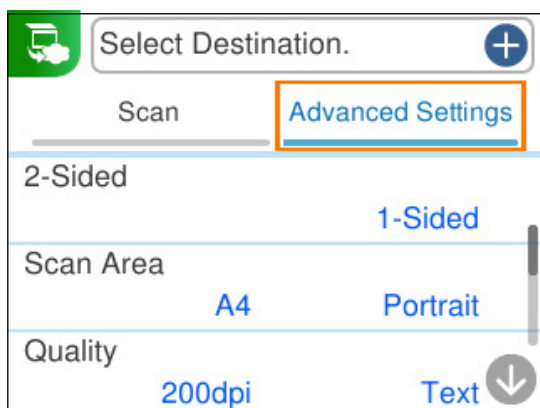 Select Destination.
Scan Advanced Settings
2-Sided
1-Sided
Scan Area
A4 Portrait
Quality
200dpi Text